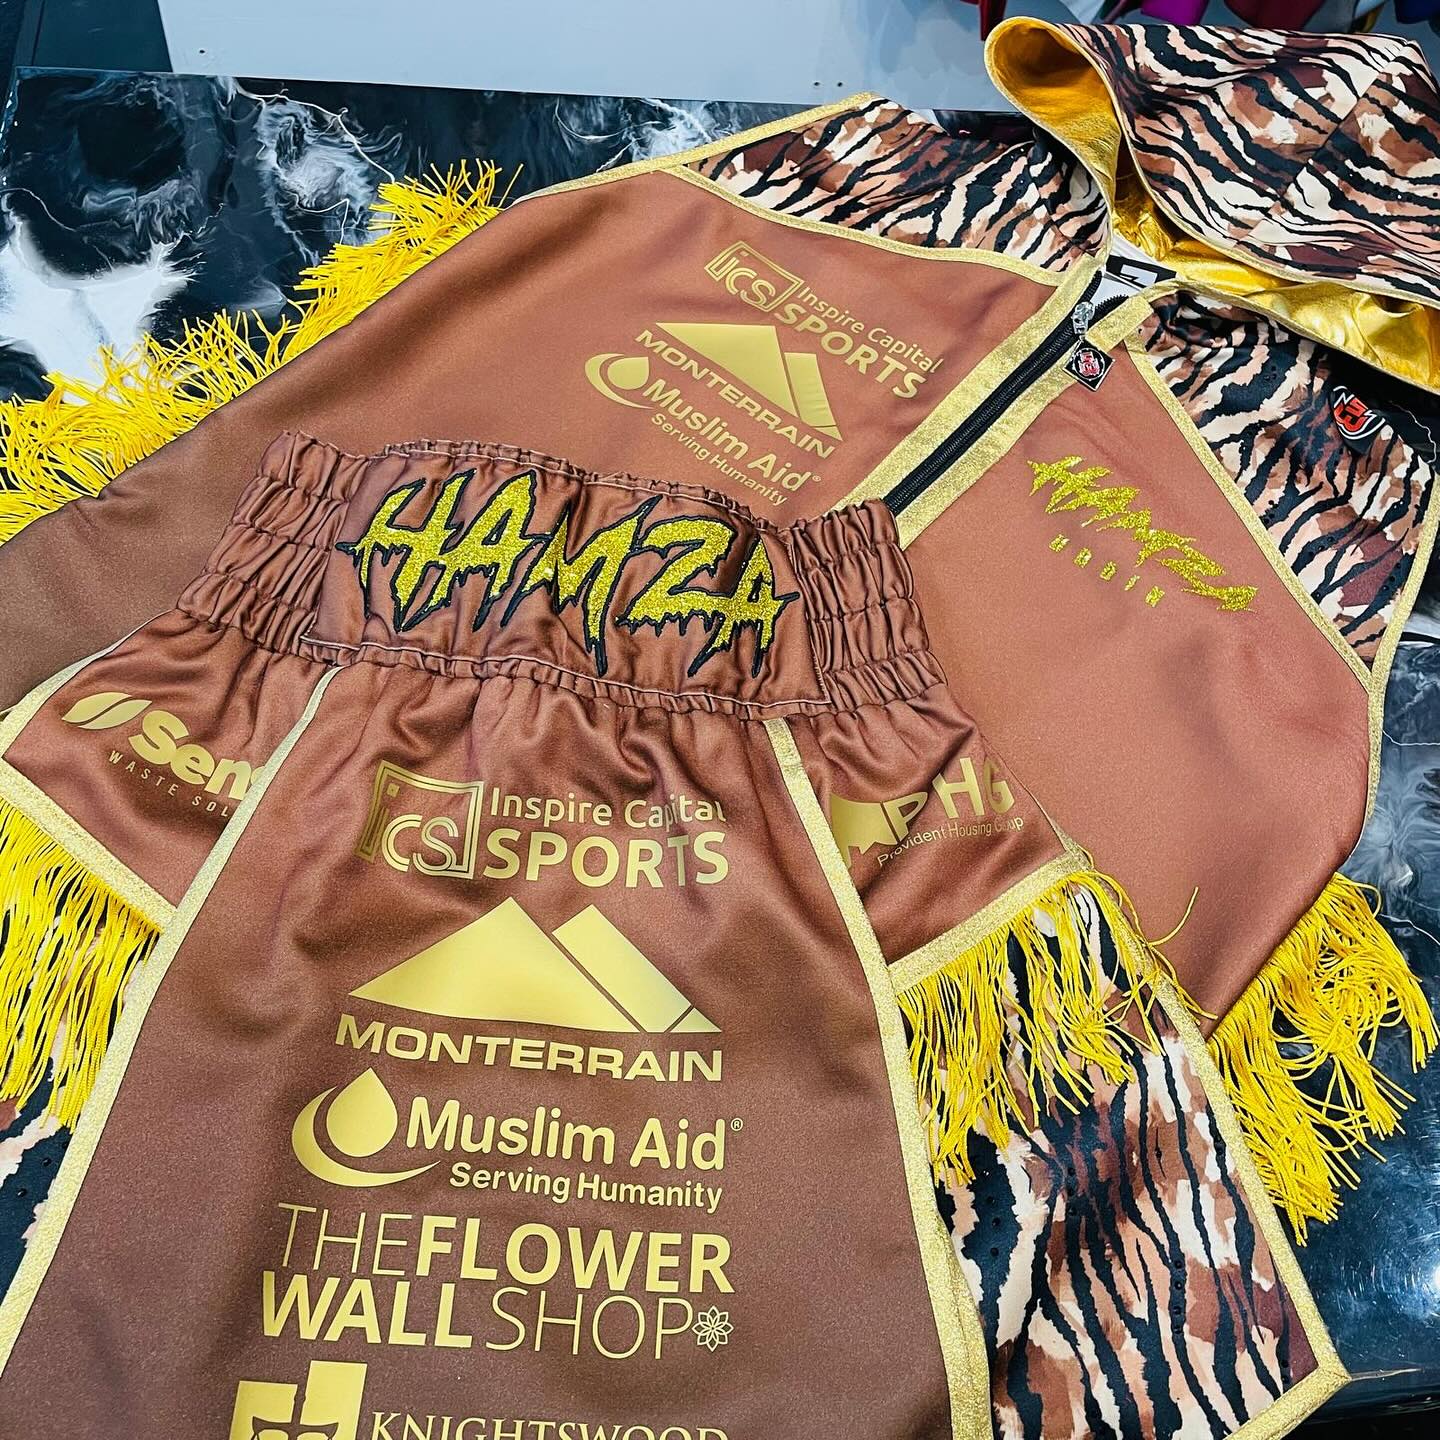 ics
Inspire Capital
SPORTS
MONTERRAIN
Muslim Aid®
Serving Humanity
HAMZA
UDDIN
HAMZA
WASTE
ics
Inspire Capital
SPORTS
PHG
Provident Housing Group
MONTERRAIN
Muslim Aid®
Serving Humanity
THE FLOWER
WALL SHOP
KNIGHTSWOOD